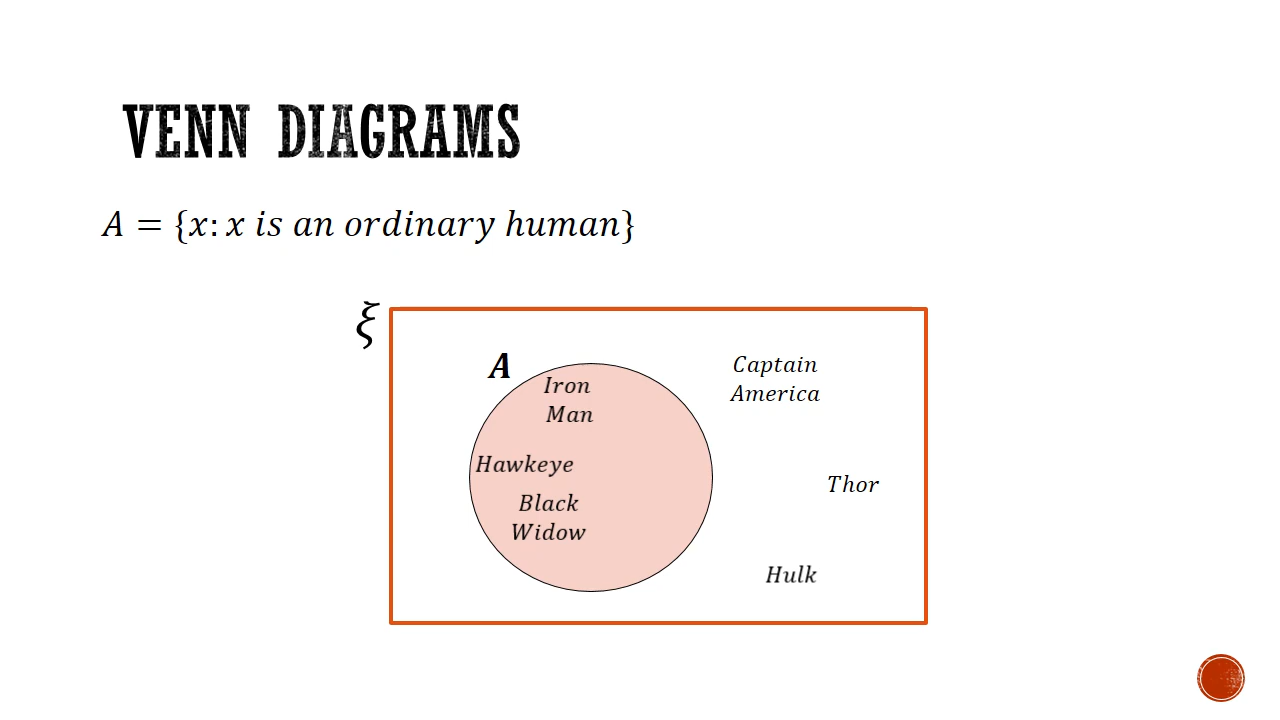 VENN DIAGRAMS
A = {x: x is an ordinary human}
ξ
A
Iron
Man
Hawkeye
Black
Widow
Captain
America
Thor
Hulk